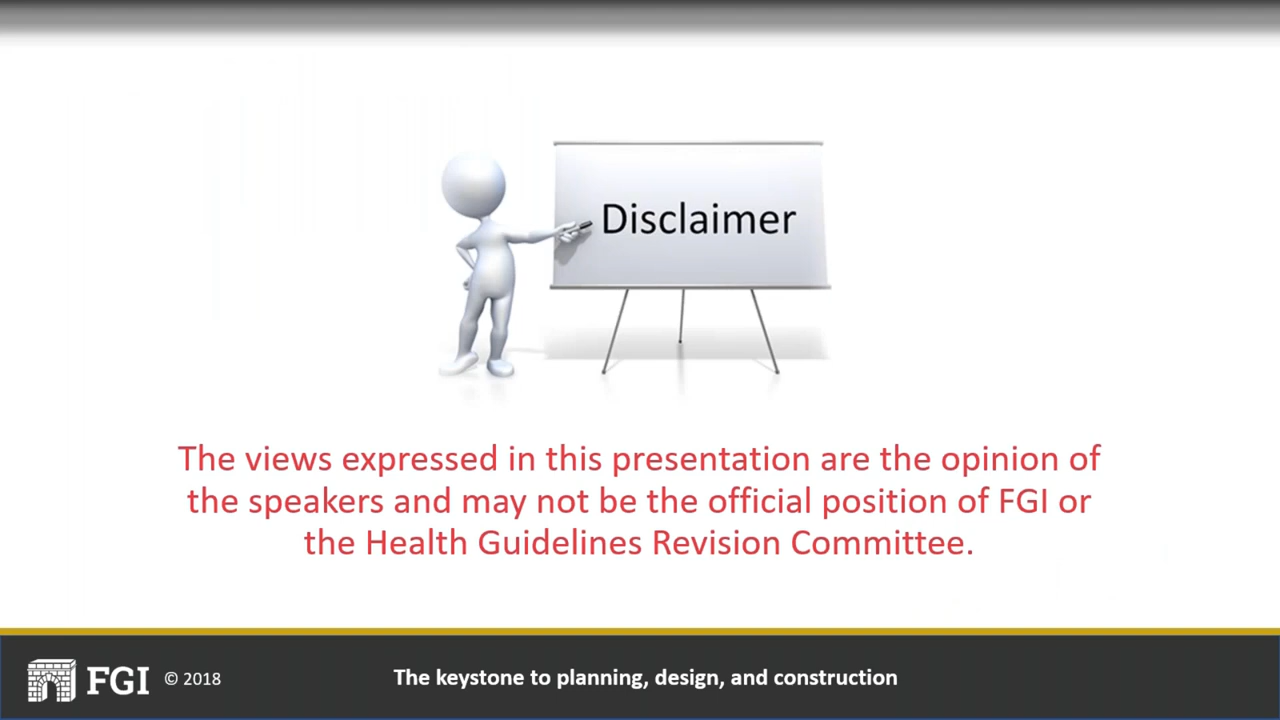 Disclaimer
The views expressed in this presentation are the opinion of
the speakers and may not be the official position of FGI or
the Health Guidelines Revision Committee.
FGI © 2018
The keystone to planning, design, and construction